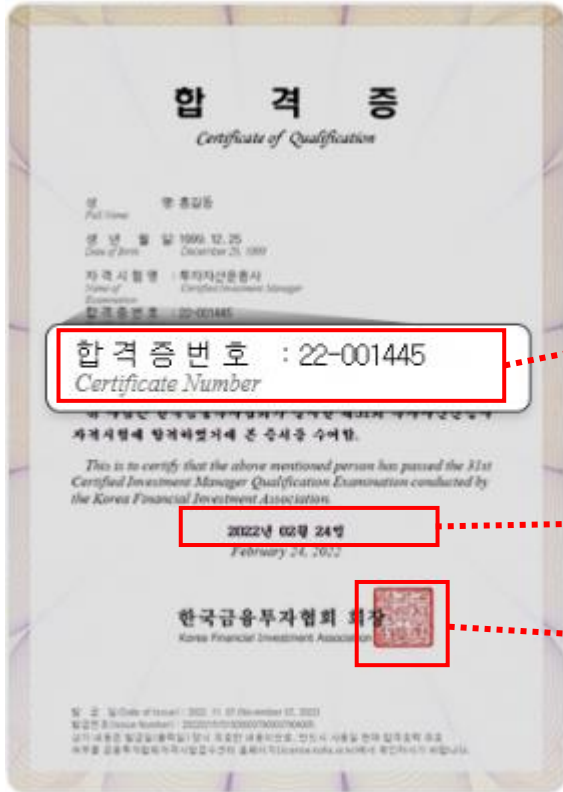 합 격 증
Certificate of Qualification
성 명 : 홍길동
Full Name
생 년 월 일 : 1999. 12. 25
Date of Birth December 25, 1999
자 격 시 험 명 : 투자자산운용사
Name of Certified Investment Manager
Examination
합 격 증 번 호 : 22-001445
합 격 증 번 호 : 22-001445
Certificate Number
자격시험에 합격하였기에 본 증서를 수여함.
This is to certify that the above mentioned person has passed the 31st
Certified Investment Manager Qualification Examination conducted by
the Korea Financial Investment Association.
2022년 02월 24일
February 24, 2022
한국금융투자협회 회장
Korea Financial Investment Association